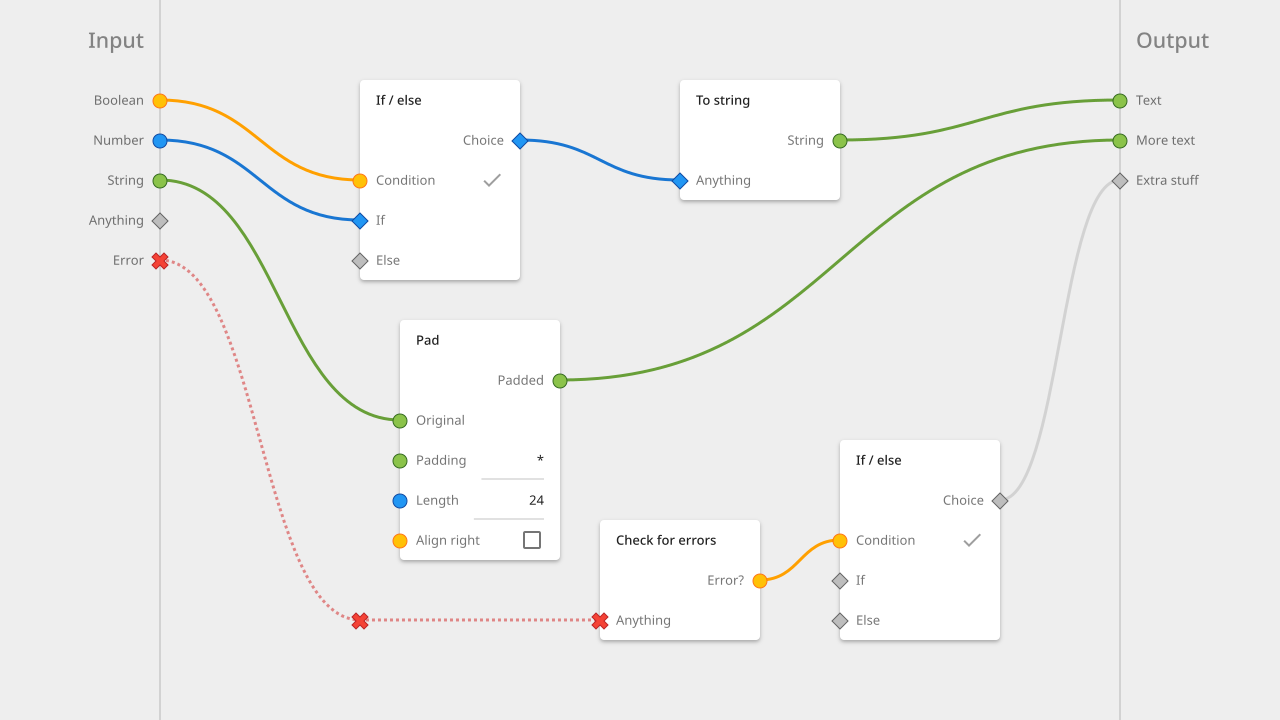 Input
Boolean
Number
String
Anything
Error
If / else
Choice
Condition
If
Else
To string
String
Anything
Pad
Padded
Original
Padding *
Length 24
Align right
Check for errors
Error?
Anything
If / else
Choice
Condition
If
Else
Output
Text
More text
Extra stuff